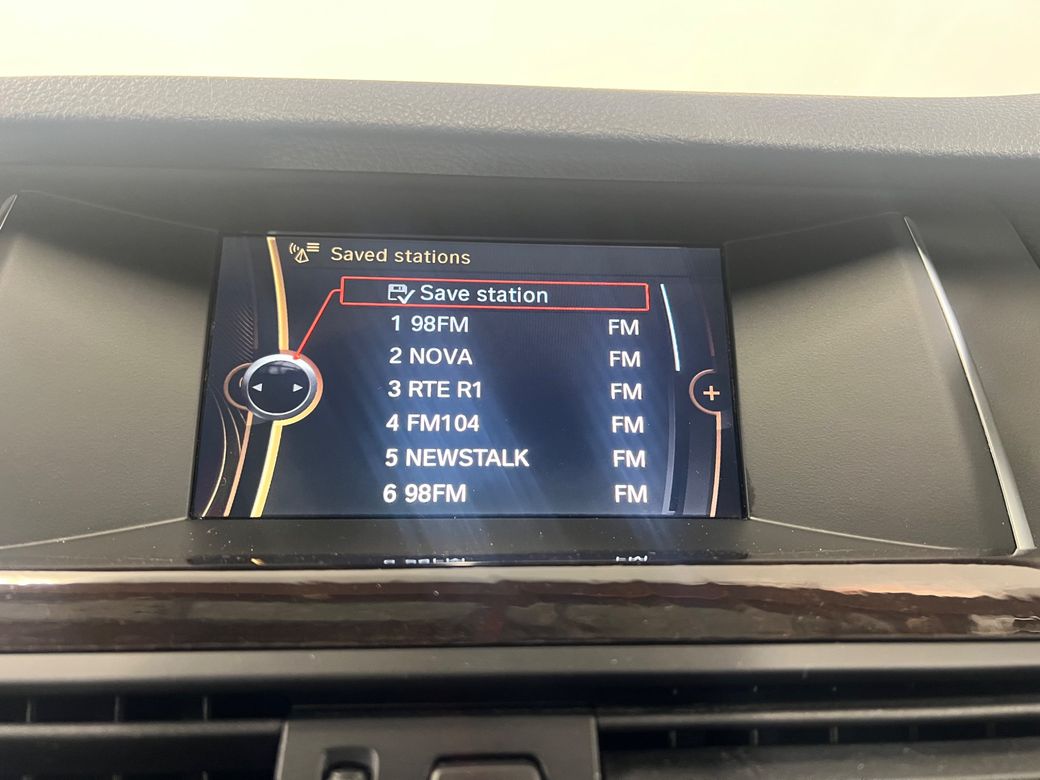 Saved stations
Save station
1 98FM FM
2 NOVA FM
3 RTE R1 FM
4 FM104 FM
5 NEWSTALK FM
6 98FM FM